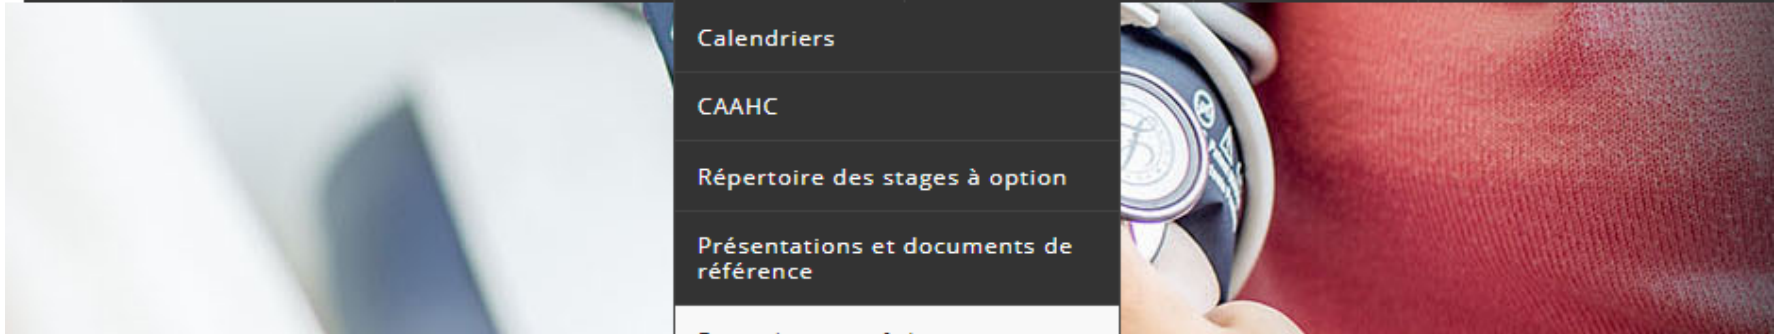 Calendriers
CAAHC
Répertoire des stages à option
Présentations et documents de
référence